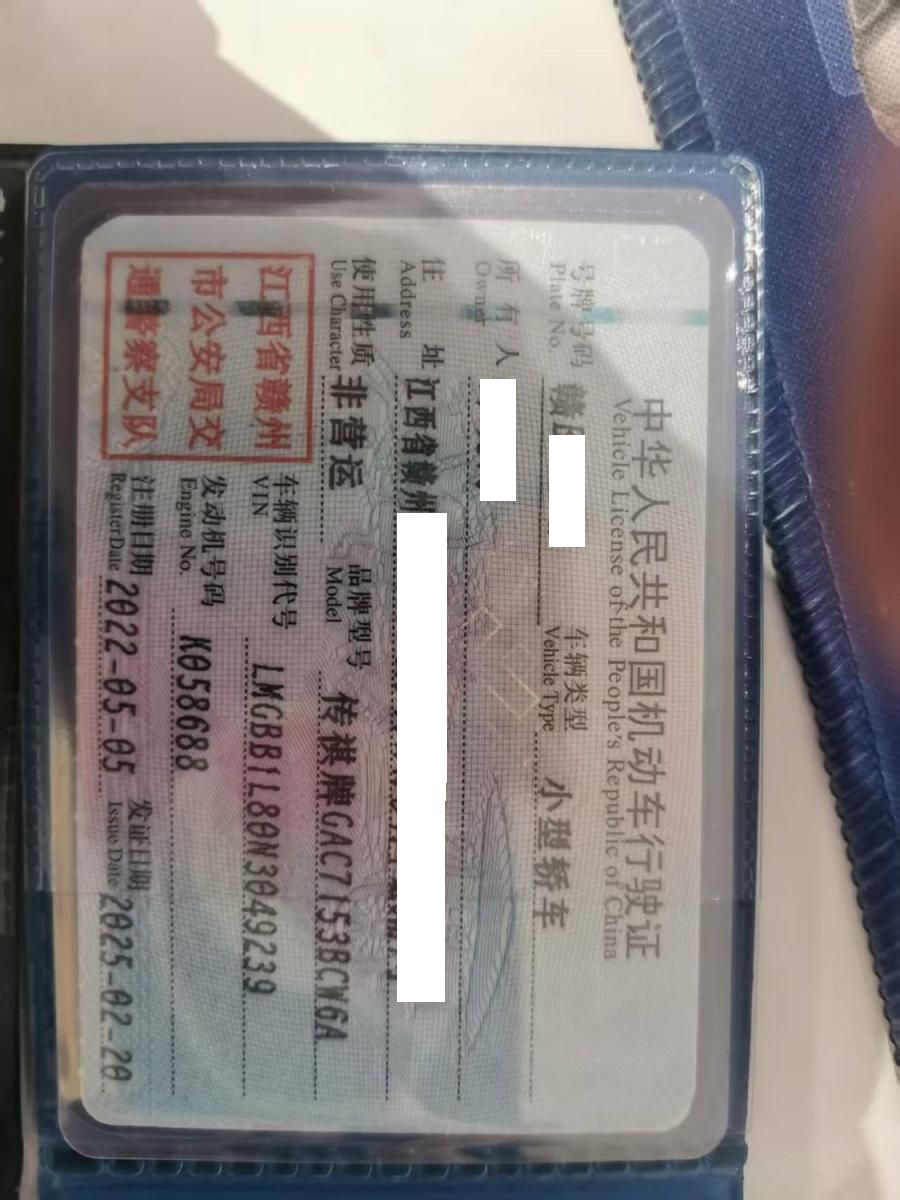 中华人民共和国机动车行驶证
Vehicle License of the People's Republic of China
号牌号码 赣 车辆类型 小型轿车
Plate No. Vehicle Type
所有人
Owner
住址 江西省赣州
Address
使用性质 非营运 品牌型号 传祺牌GAC7153BCW6A
Use Character Model
车辆识别代号 LMGBB1L80N3049239
VIN
发动机号码 K058688
Engine No.
注册日期 2022-05-05 发证日期 2025-02-20
Register Date Issue Date
江西省赣州
市公安局交
通警察支队